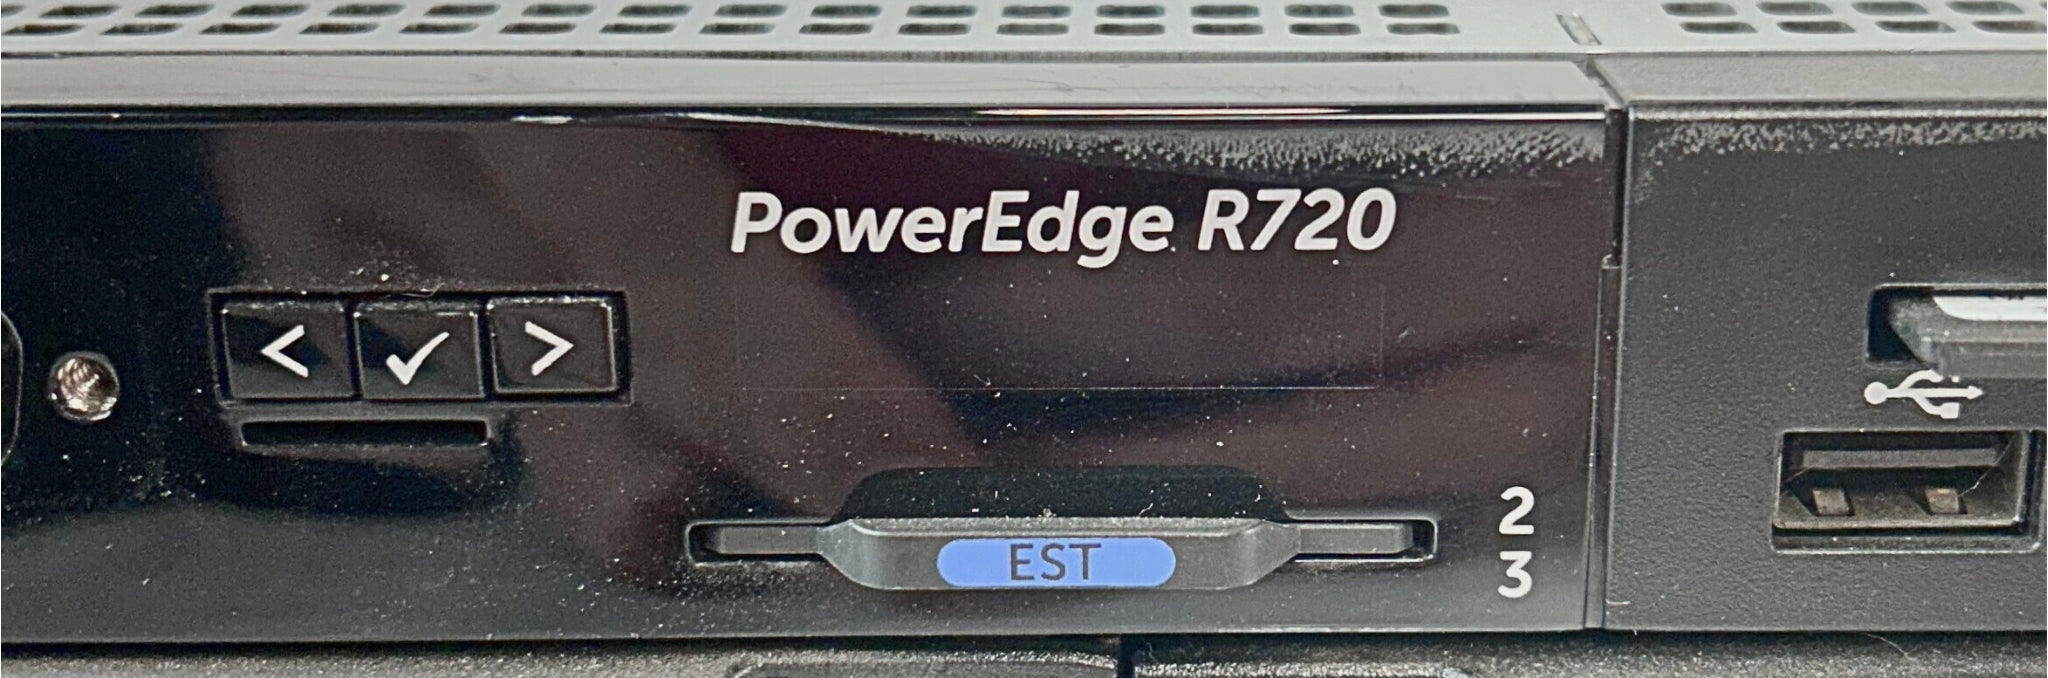 PowerEdge R720
< ✓ >
EST
2
3